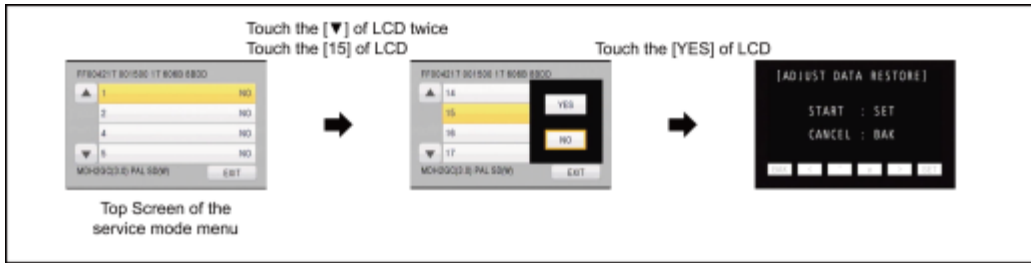 Touch the [▼] of LCD twice
Touch the [15] of LCD
Touch the [YES] of LCD
1 NO
2 NO
4 NO
NO
EXIT
Top Screen of the
service mode menu
14
15
16
17
YES
NO
EXIT
[ADJUST DATA RESTORE]
START : SET
CANCEL : BAK